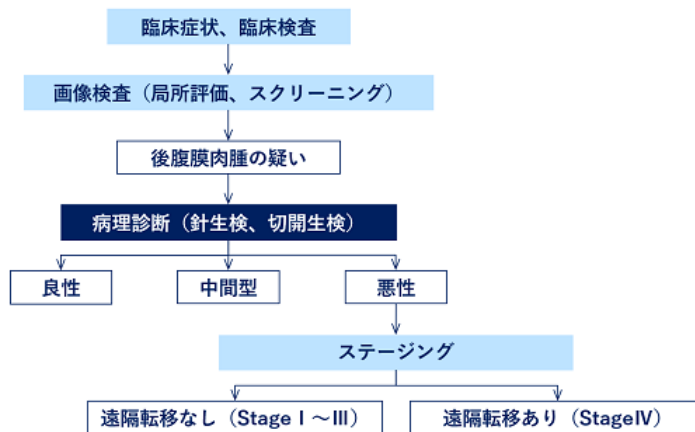 臨床症状、臨床検査
画像検査（局所評価、スクリーニング）
後腹膜肉腫の疑い
病理診断（針生検、切開生検）
良性
中間型
悪性
ステージング
遠隔転移なし（StageⅠ～Ⅲ）
遠隔転移あり（StageⅣ）